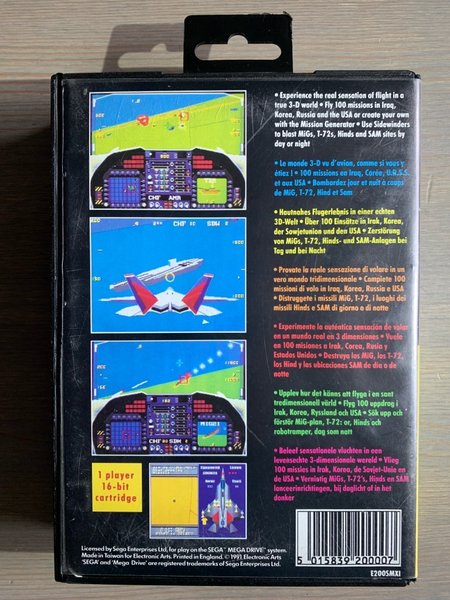 • Experience the real sensation of flight in a
true 3-D world • Fly 100 missions in Iraq,
Korea, Russia and the USA or create your own
with the Mission Generator • Use Sidewinders
to blast MiGs, T-72s, Hinds and SAM sites by
day or night
• Le monde 3-D vu d'avion, comme si vous y
étiez ! • 100 missions en Iraq, Corée, U.R.S.S.
et aux USA • Bombardez jour et nuit à coups
de MiG, T-72, Hind et Sam
• Hautnahes Flugerlebnis in einer echten
3D-Welt • Über 100 Einsätze in Irak, Korea,
der Sowjetunion und den USA • Zerstörung
von MiGs, T-72, Hinds- und SAM-Anlagen bei
Tag und bei Nacht
• Provate la reale sensazione di volare in un
vero mondo tridimensionale • Complete 100
missioni di volo in Iraq, Korea, Russia e USA
• Distruggete i missili MiG, T-72, i luoghi dei
missili Hinds e SAM di giorno o di notte
• Experimente la auténtica sensación de volar
en un mundo real en 3 dimensiones • Vuele
en 100 misiones a Irak, Corea, Rusia y
Estados Unidos • Destreya los MiG, los T-72,
los Hind y las ubicaciones SAM de dia o de
notte
• Upplev hur det känns att flyga i en sant
tredimensionell värld • Flyg 100 uppdrag i
Irak, Korea, Ryssland och USA • Sök upp och
förstör MiG-plan, T-72: or, Hinds och
robotramper, dag som natt
• Beleef sensationele vluchten in een
levensechte 3-dimensionale wereld • Vlieg
100 missies in Irak, Korea, de Sovjet-Unie en
de USA • Vernietig MiG's, T-72's, Hinds en SAM
lanceerinrichtingen, bij daglicht of in het
donker
CHF AMR
CHF SDW
CHF SDW
1 player
16-bit
cartridge
Licensed by Sega Enterprises Ltd. for play on the SEGA™ MEGA DRIVE™ system.
Made in Taiwan for Electronic Arts. Printed in England. © 1991 Electronic Arts.
'SEGA' and 'Mega Drive' are registered trademarks of Sega Enterprises Ltd.
5 015839 200007
E2005MXI